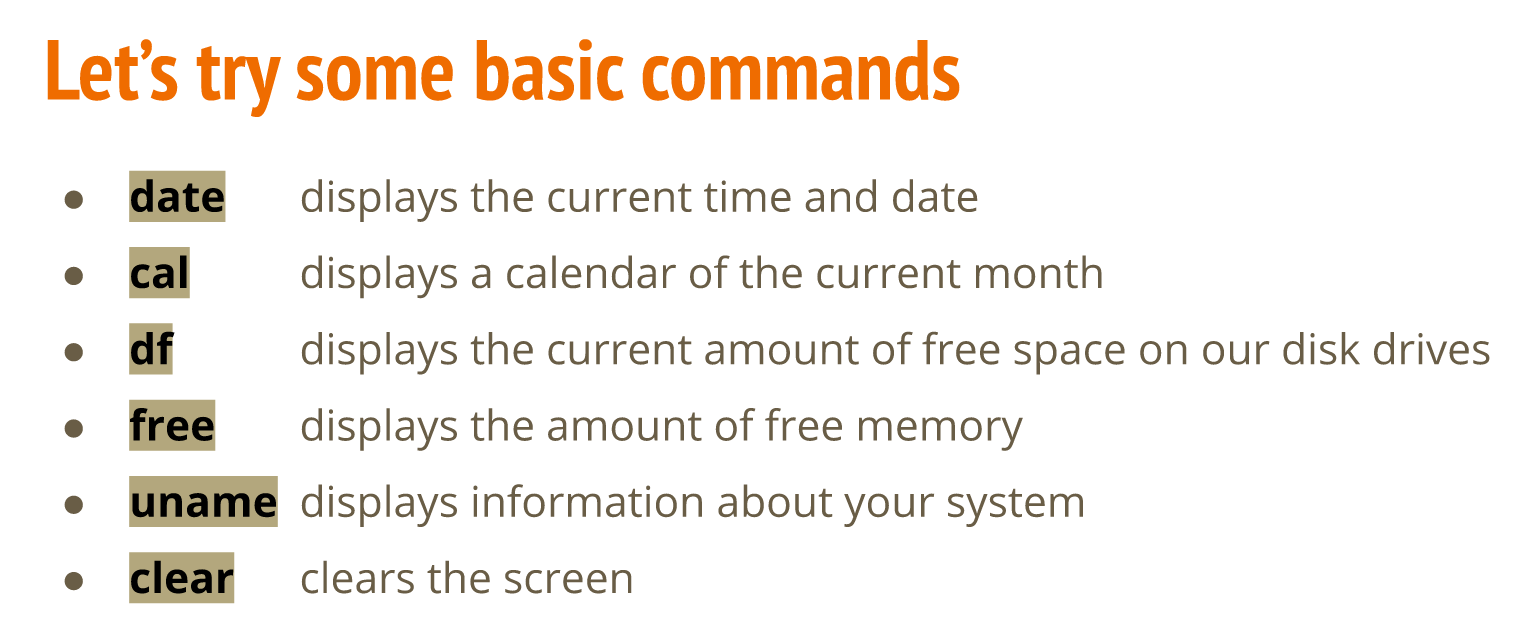 Let’s try some basic commands
● date displays the current time and date
● cal displays a calendar of the current month
● df displays the current amount of free space on our disk drives
● free displays the amount of free memory
● uname displays information about your system
● clear clears the screen